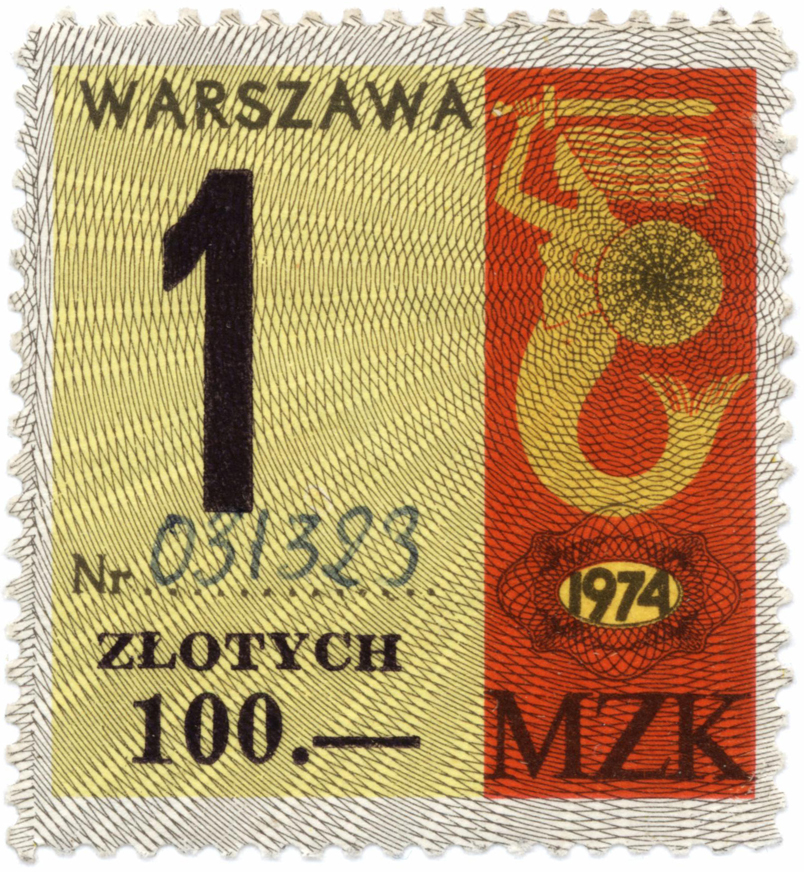 WARSZAWA
1
Nr 031323
ZŁOTYCH
100.—
1974
MZK